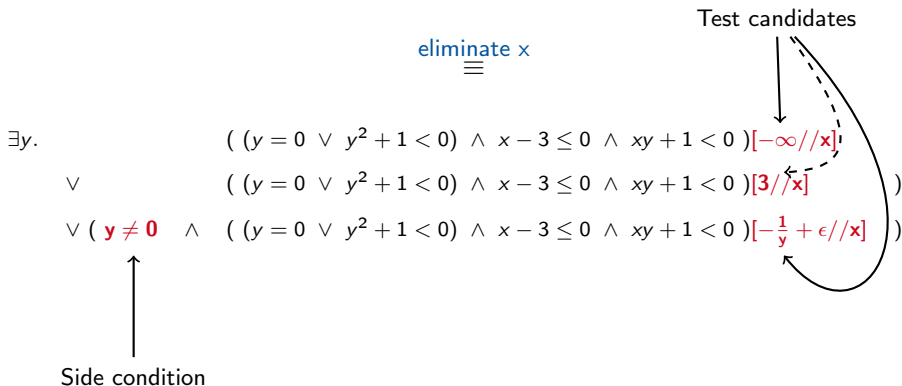 Test candidates
eliminate x
≡
∃y. ( (y = 0 ∨ y² + 1 < 0) ∧ x − 3 ≤ 0 ∧ xy + 1 < 0 )[−∞//x]
∨ ( (y = 0 ∨ y² + 1 < 0) ∧ x − 3 ≤ 0 ∧ xy + 1 < 0 )[3//x] )
∨ ( y ≠ 0 ∧ ( (y = 0 ∨ y² + 1 < 0) ∧ x − 3 ≤ 0 ∧ xy + 1 < 0 )[−1/y + ϵ//x] )
Side condition